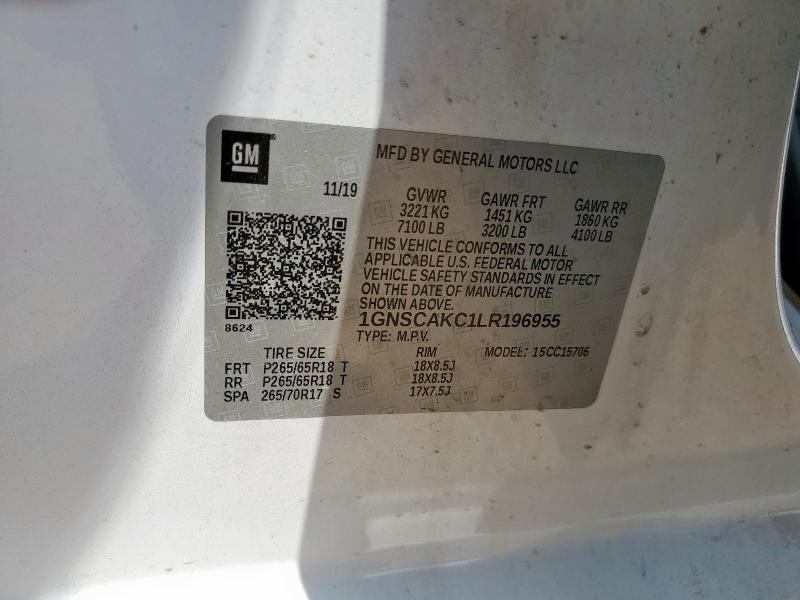 GM
MFD BY GENERAL MOTORS LLC
11/19
GVWR GAWR FRT GAWR RR
3221 KG 1451 KG 1860 KG
7100 LB 3200 LB 4100 LB
THIS VEHICLE CONFORMS TO ALL
APPLICABLE U.S. FEDERAL MOTOR
VEHICLE SAFETY STANDARDS IN EFFECT
ON THE DATE OF MANUFACTURE
SHOWN ABOVE.
8624
1GNSCAKC1LR196955
TYPE: M.P.V.
TIRE SIZE RIM MODEL: 15CC15706
FRT P265/65R18 T 18X8.5J
RR P265/65R18 T 18X8.5J
SPA 265/70R17 S 17X7.5J